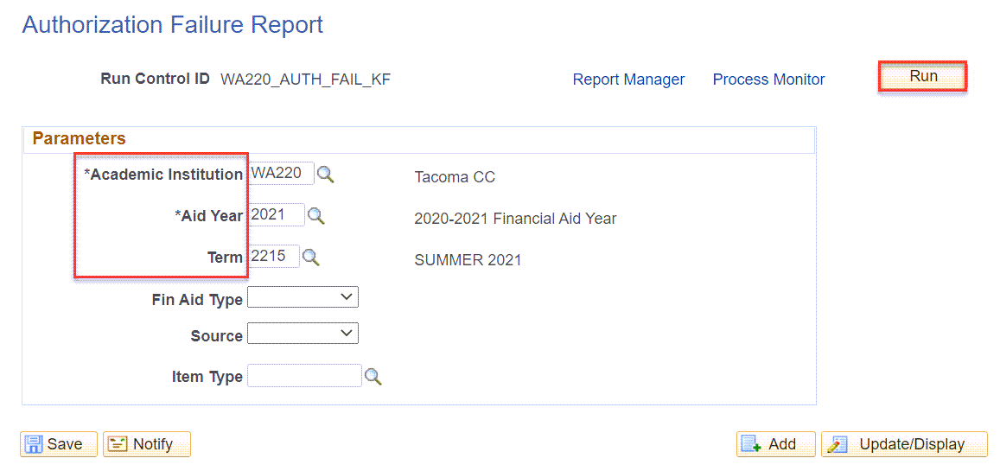 Authorization Failure Report
Run Control ID WA220_AUTH_FAIL_KF Report Manager Process Monitor Run
Parameters
*Academic Institution WA220 Tacoma CC
*Aid Year 2021 2020-2021 Financial Aid Year
Term 2215 SUMMER 2021
Fin Aid Type
Source
Item Type
Save Notify Add Update/Display